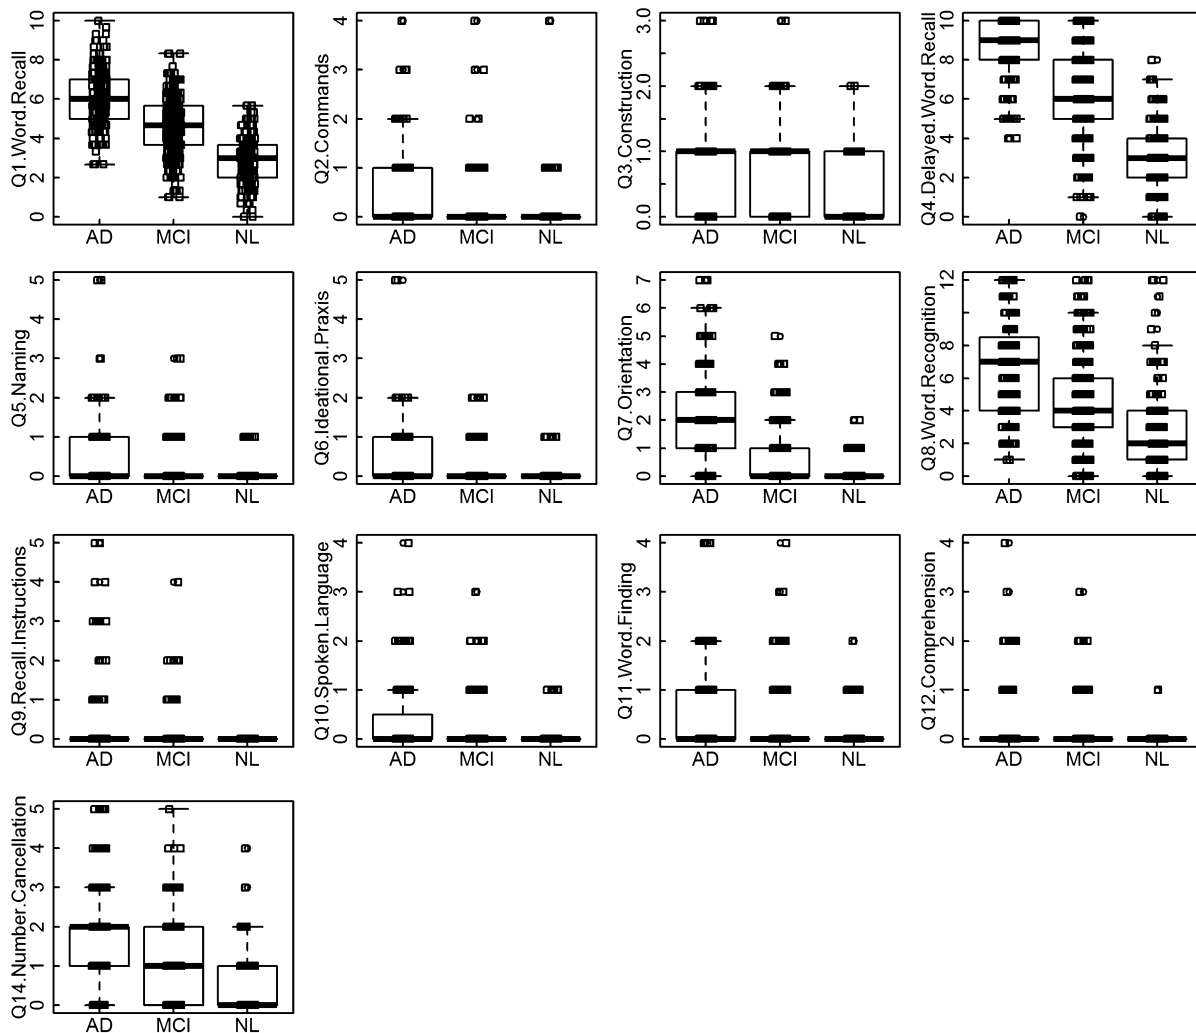 Q1.Word.Recall
0 2 4 6 8 10
AD MCI NL
Q2.Commands
0 1 2 3 4
AD MCI NL
Q3.Construction
0.0 1.0 2.0 3.0
AD MCI NL
Q4.Delayed.Word.Recall
0 2 4 6 8 10
AD MCI NL
Q5.Naming
0 1 2 3 4 5
AD MCI NL
Q6.Ideational.Praxis
0 1 2 3 4 5
AD MCI NL
Q7.Orientation
0 1 2 3 4 5 6 7
AD MCI NL
Q8.Word.Recognition
0 2 4 6 8 12
AD MCI NL
Q9.Recall.Instructions
0 1 2 3 4 5
AD MCI NL
Q10.Spoken.Language
0 1 2 3 4
AD MCI NL
Q11.Word.Finding
0 1 2 3 4
AD MCI NL
Q12.Comprehension
0 1 2 3 4
AD MCI NL
Q14.Number.Cancellation
0 1 2 3 4 5
AD MCI NL